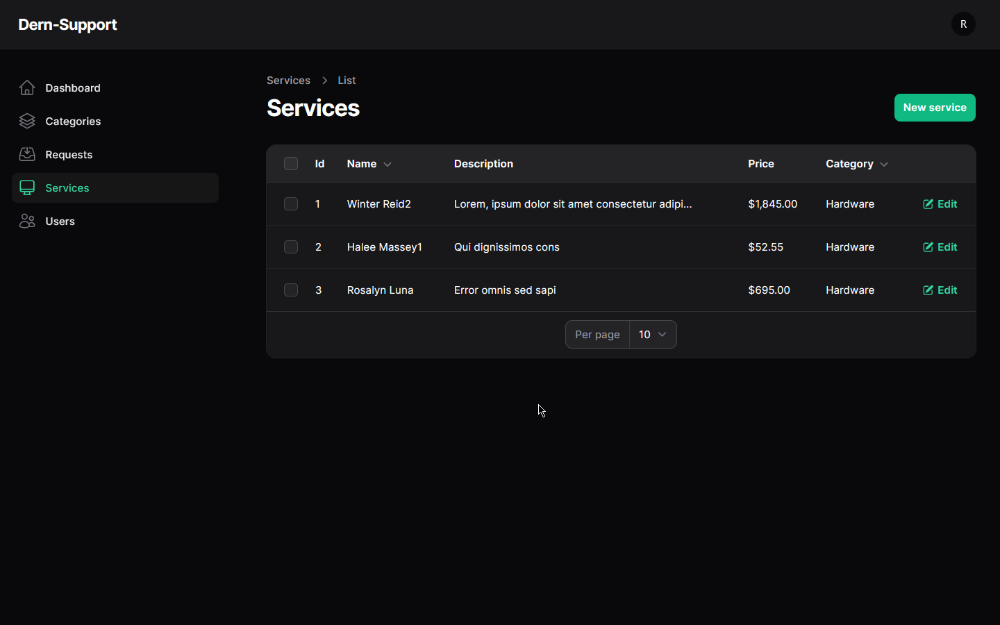 Dern-Support
R
Dashboard
Categories
Requests
Services
Users
Services > List
Services
New service
Id Name Description Price Category
1 Winter Reid2 Lorem, ipsum dolor sit amet consectetur adipi... $1,845.00 Hardware Edit
2 Halee Massey1 Qui dignissimos cons $52.55 Hardware Edit
3 Rosalyn Luna Error omnis sed sapi $695.00 Hardware Edit
Per page 10